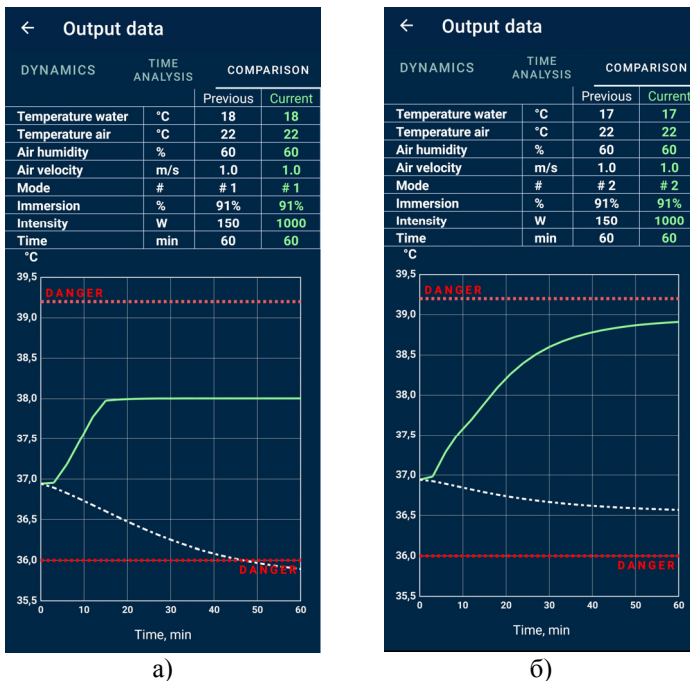 ← Output data
DYNAMICS TIME ANALYSIS COMPARISON
Previous Current
Temperature water °C 18 18
Temperature air °C 22 22
Air humidity % 60 60
Air velocity m/s 1.0 1.0
Mode # # 1 # 1
Immersion % 91% 91%
Intensity W 150 1000
Time min 60 60
°C
39,5
DANGER
39,0
38,5
38,0
37,5
37,0
36,5
36,0
DANGER
35,5
0 10 20 30 40 50 60
Time, min
а)
← Output data
DYNAMICS TIME ANALYSIS COMPARISON
Previous Current
Temperature water °C 17 17
Temperature air °C 22 22
Air humidity % 60 60
Air velocity m/s 1.0 1.0
Mode # # 2 # 2
Immersion % 91% 91%
Intensity W 150 1000
Time min 60 60
°C
39,5
DANGER
39,0
38,5
38,0
37,5
37,0
36,5
36,0
DANGER
35,5
0 10 20 30 40 50 60
Time, min
б)